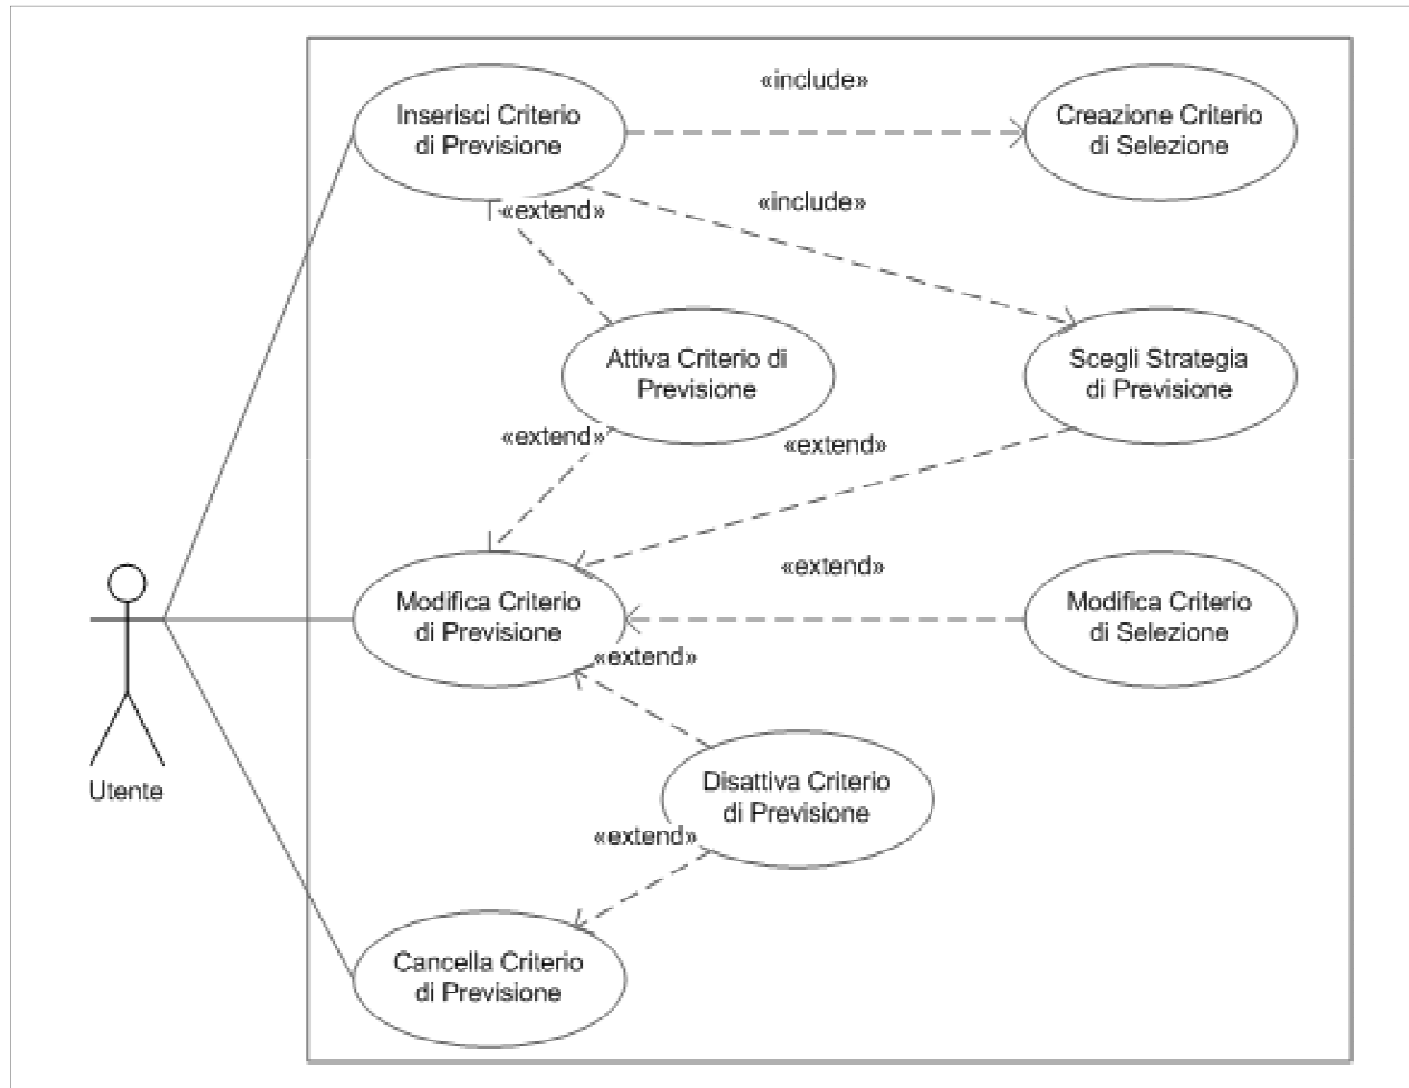 «include»
Inserisci Criterio
di Previsione
Creazione Criterio
di Selezione
«include»
«extend»
Attiva Criterio di
Previsione
Scegli Strategia
di Previsione
«extend»
«extend»
«extend»
Modifica Criterio
di Previsione
Modifica Criterio
di Selezione
«extend»
Disattiva Criterio
di Previsione
Utente
«extend»
Cancella Criterio
di Previsione